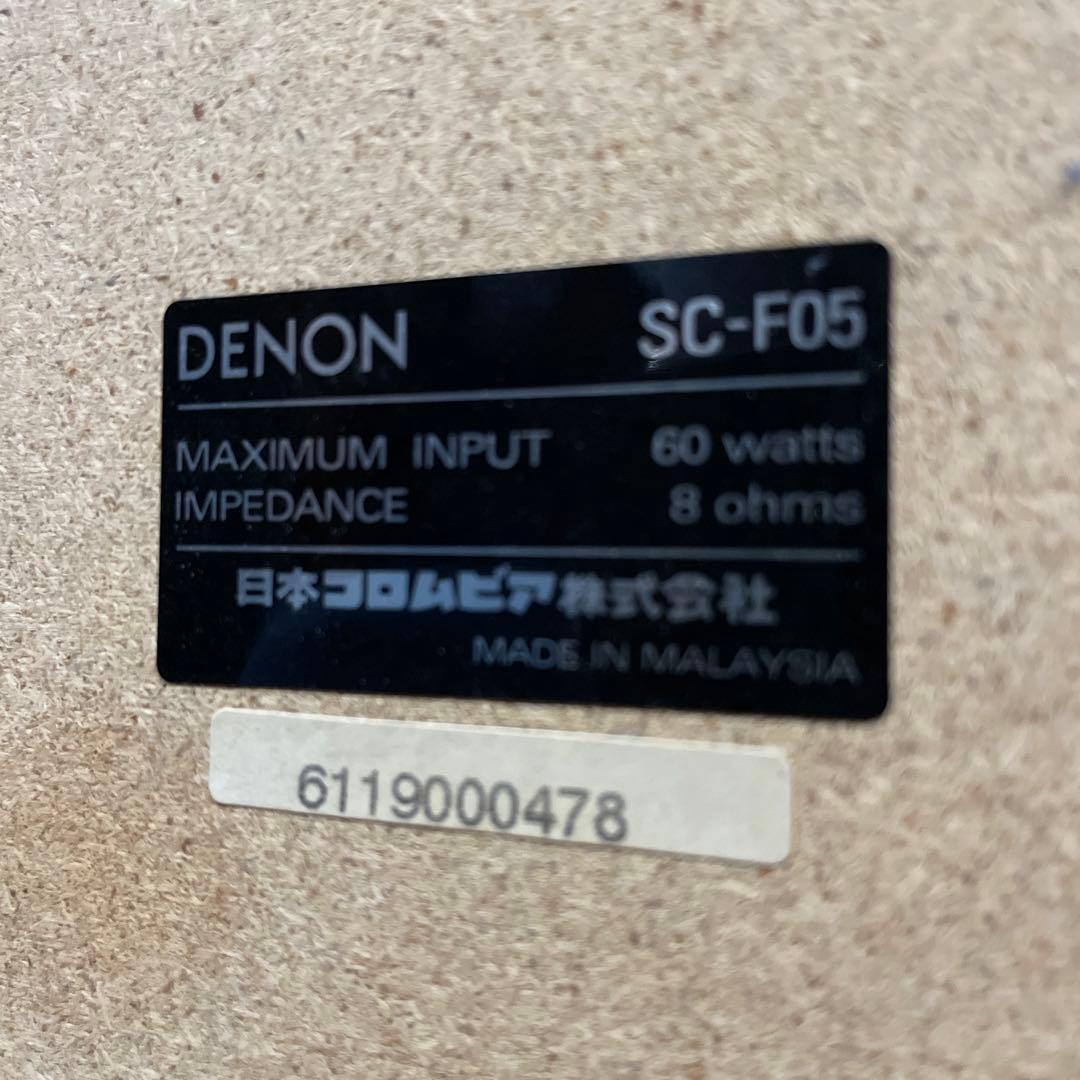 DENON SC-F05
MAXIMUM INPUT 60 watts
IMPEDANCE 8 ohms
日本コロムビア株式会社
MADE IN MALAYSIA
6119000478